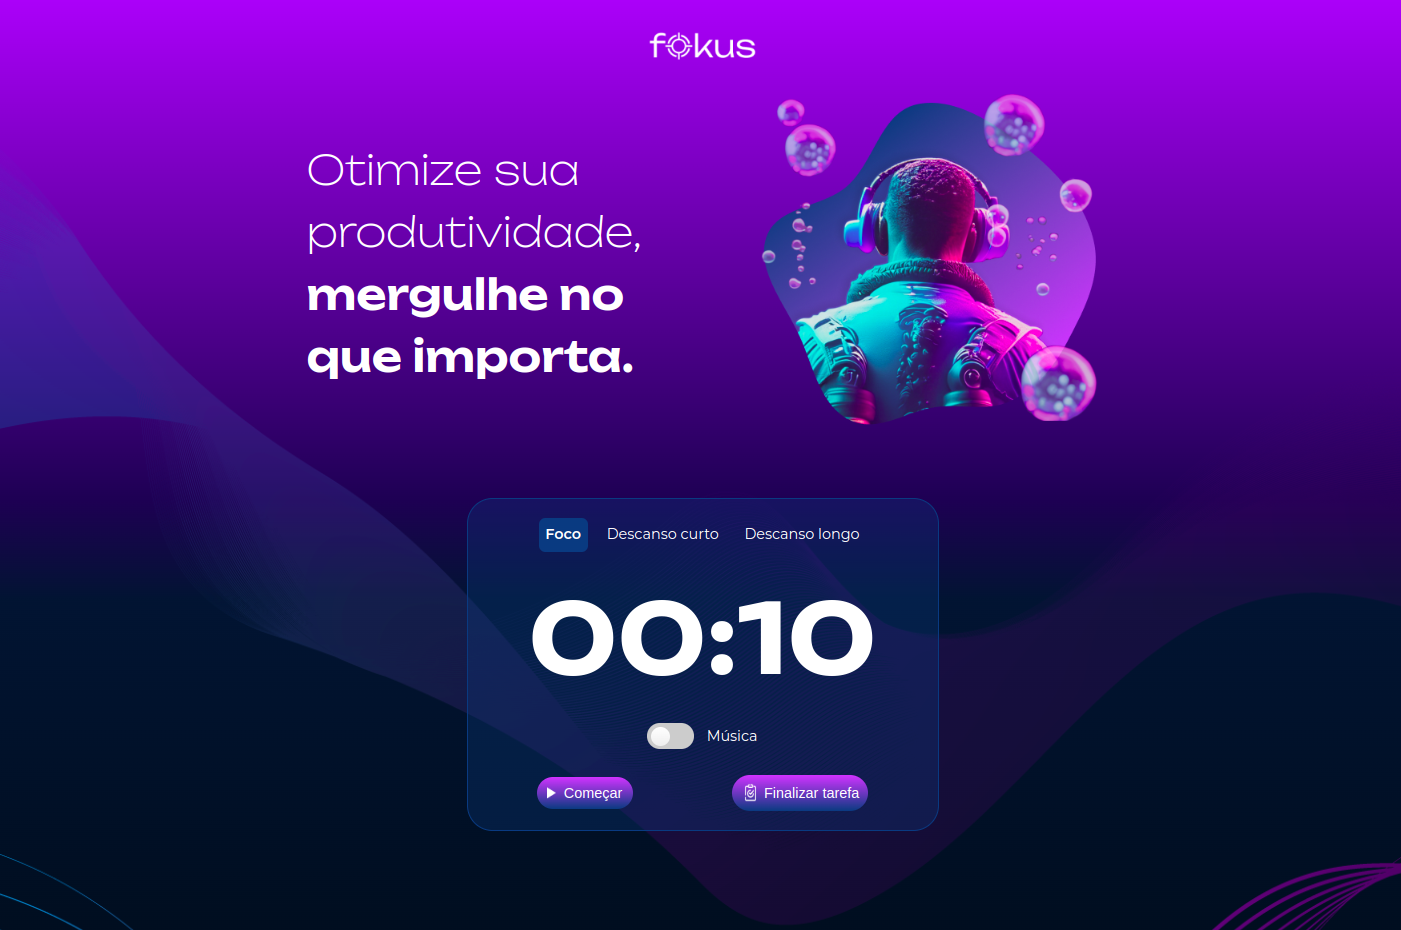 fokus
Otimize sua
produtividade,
mergulhe no
que importa.
Foco Descanso curto Descanso longo
00:10
Música
Começar Finalizar tarefa